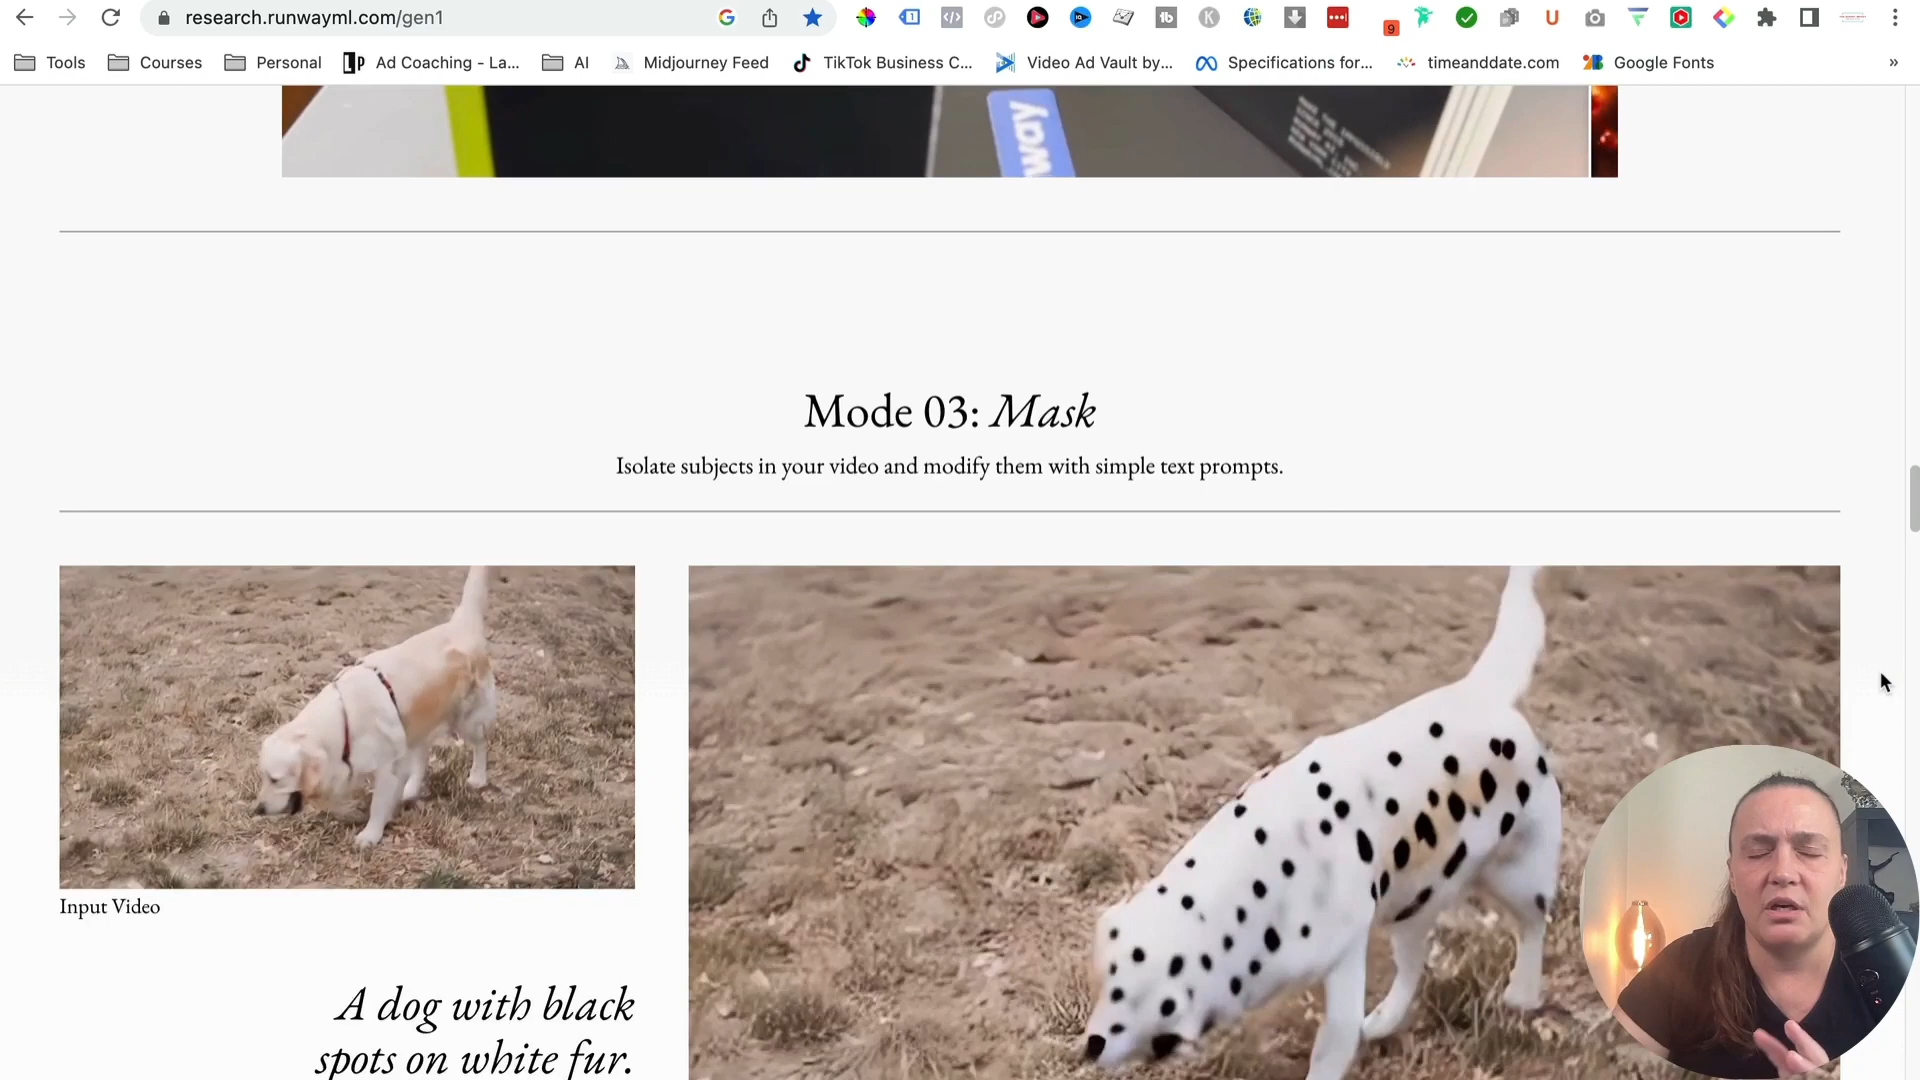 research.runwayml.com/gen1
9
Tools
Courses
Personal
Ad Coaching - La...
AI
Midjourney Feed
TikTok Business C...
Video Ad Vault by...
Specifications for...
timeanddate.com
Google Fonts
»
way
Mode 03: Mask
Isolate subjects in your video and modify them with simple text prompts.
Input Video
A dog with black
spots on white fur.